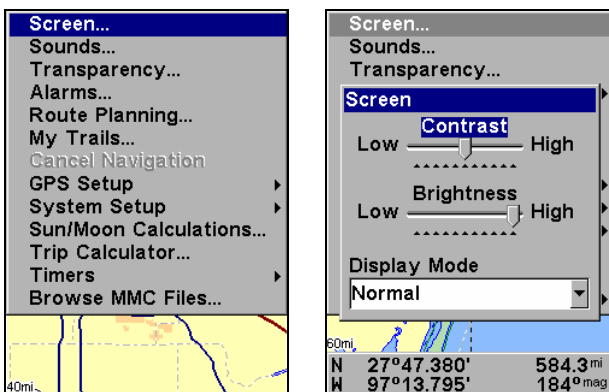 Screen...
Sounds...
Transparency...
Alarms...
Route Planning...
My Trails...
Cancel Navigation
GPS Setup
System Setup
Sun/Moon Calculations...
Trip Calculator...
Timers
Browse MMC Files...
40mi
Screen...
Sounds...
Transparency...
Screen
Contrast
Low High
Brightness
Low High
Display Mode
Normal
60mi
N 27°47.380' 584.3 mi
W 97°13.795' 184° mag